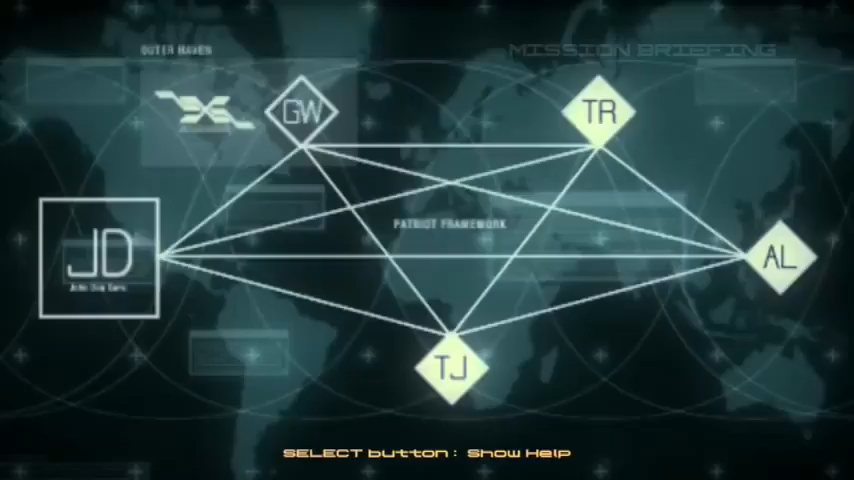 OUTER HAVEN
MISSION BRIEFING
GW
TR
PATRIOT FRAMEWORK
JD
AL
TJ
SELECT button : Show Help